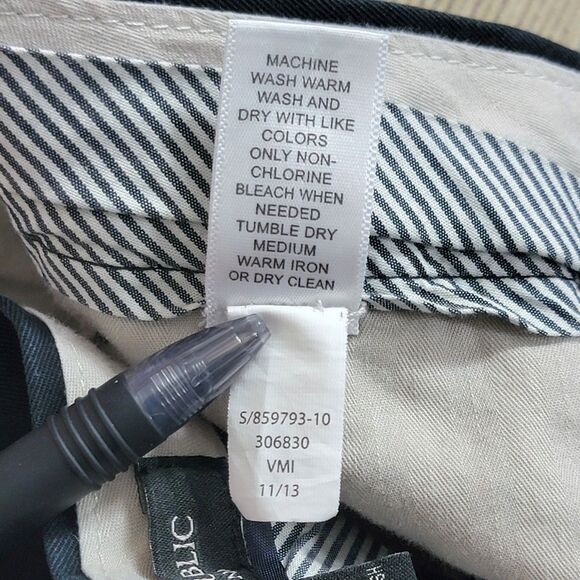 MACHINE
WASH WARM
WASH AND
DRY WITH LIKE
COLORS
ONLY NON-
CHLORINE
BLEACH WHEN
NEEDED
TUMBLE DRY
MEDIUM
WARM IRON
OR DRY CLEAN
S/859793-10
306830
VMI
11/13